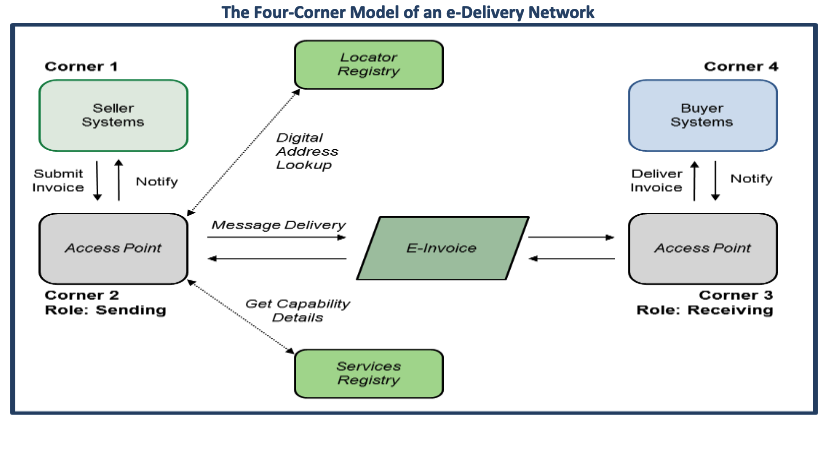 The Four-Corner Model of an e-Delivery Network
Corner 1
Seller
Systems
Submit
Invoice
Notify
Access Point
Corner 2
Role: Sending
Locator
Registry
Digital
Address
Lookup
Message Delivery
E-Invoice
Get Capability
Details
Services
Registry
Corner 4
Buyer
Systems
Deliver
Invoice
Notify
Access Point
Corner 3
Role: Receiving